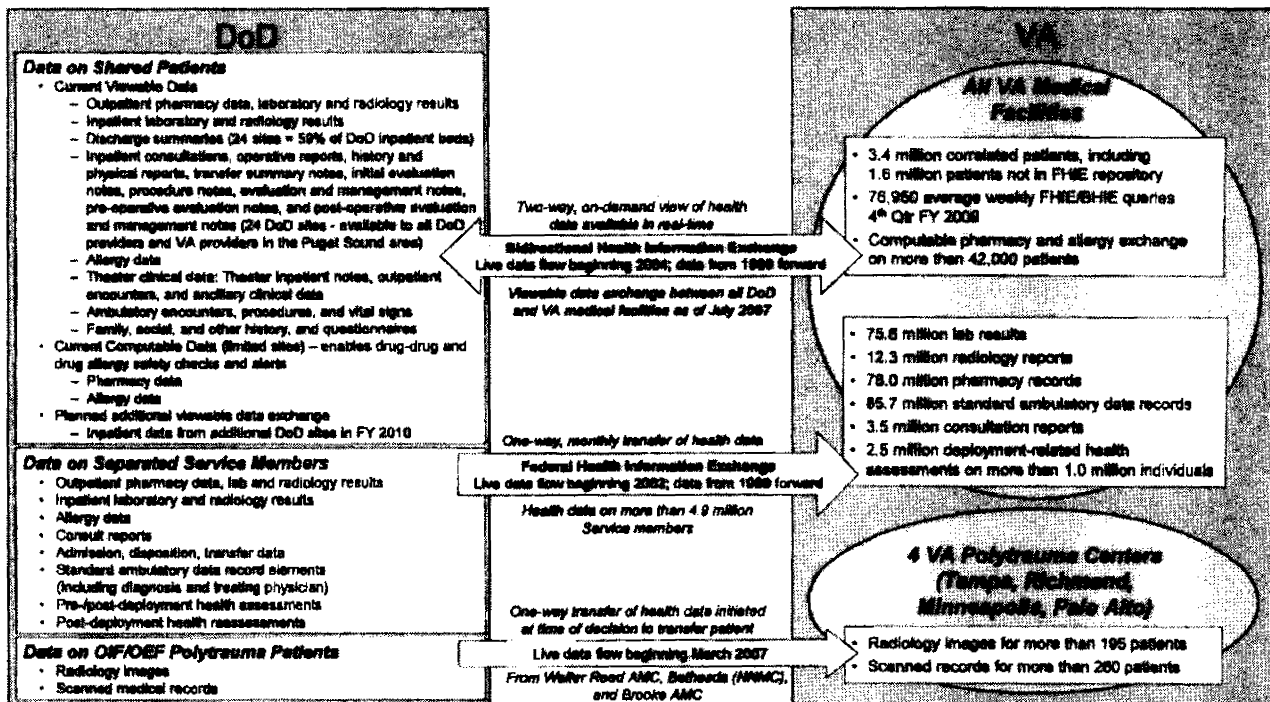 DoD
Data on Shared Patients
· Current Viewable Data
– Outpatient pharmacy data, laboratory and radiology results
– Inpatient laboratory and radiology results
– Discharge summaries (24 sites = 59% of DoD inpatient beds)
– Inpatient consultations, operative reports, history and
physical reports, transfer summary notes, initial evaluation
notes, procedure notes, evaluation and management notes,
pre-operative evaluation notes, and post-operative evaluation
and management notes (24 DoD sites - available to all DoD
providers and VA providers in the Puget Sound area)
– Allergy data
– Theater clinical data: Theater inpatient notes, outpatient
encounters, and ancillary clinical data
– Ambulatory encounters, procedures, and vital signs
– Family, social, and other history, and questionnaires
· Current Computable Data (limited sites) – enables drug-drug and
drug allergy safety checks and alerts
– Pharmacy data
– Allergy data
· Planned additional viewable data exchange
– Inpatient data from additional DoD sites in FY 2010
Data on Separated Service Members
· Outpatient pharmacy data, lab and radiology results
· Inpatient laboratory and radiology results
· Allergy data
· Consult reports
· Admission, disposition, transfer data
· Standard ambulatory data record elements
(including diagnosis and treating physician)
· Pre-/post-deployment health assessments
· Post-deployment health reassessments
Data on OIF/OEF Polytrauma Patients
· Radiology images
· Scanned medical records
Two-way, on-demand view of health
data available in real-time
Bidirectional Health Information Exchange
Live data flow beginning 2004; data from 1989 forward
Viewable data exchange between all DoD
and VA medical facilities as of July 2007
One-way, monthly transfer of health data
Federal Health Information Exchange
Live data flow beginning 2002; data from 1989 forward
Health data on more than 4.9 million
Service members
One-way transfer of health data initiated
at time of decision to transfer patient
Live data flow beginning March 2007
From Walter Reed AMC, Bethesda (NNMC),
and Brooke AMC
VA
All VA Medical
Facilities
· 3.4 million correlated patients, including
1.6 million patients not in FHIE repository
· 76,960 average weekly FHIE/BHIE queries
4th Qtr FY 2009
· Computable pharmacy and allergy exchange
on more than 42,000 patients
· 75.6 million lab results
· 12.3 million radiology reports
· 78.0 million pharmacy records
· 85.7 million standard ambulatory data records
· 3.5 million consultation reports
· 2.5 million deployment-related health
assessments on more than 1.0 million individuals
4 VA Polytrauma Centers
(Tampa, Richmond,
Minneapolis, Palo Alto)
· Radiology images for more than 195 patients
· Scanned records for more than 260 patients